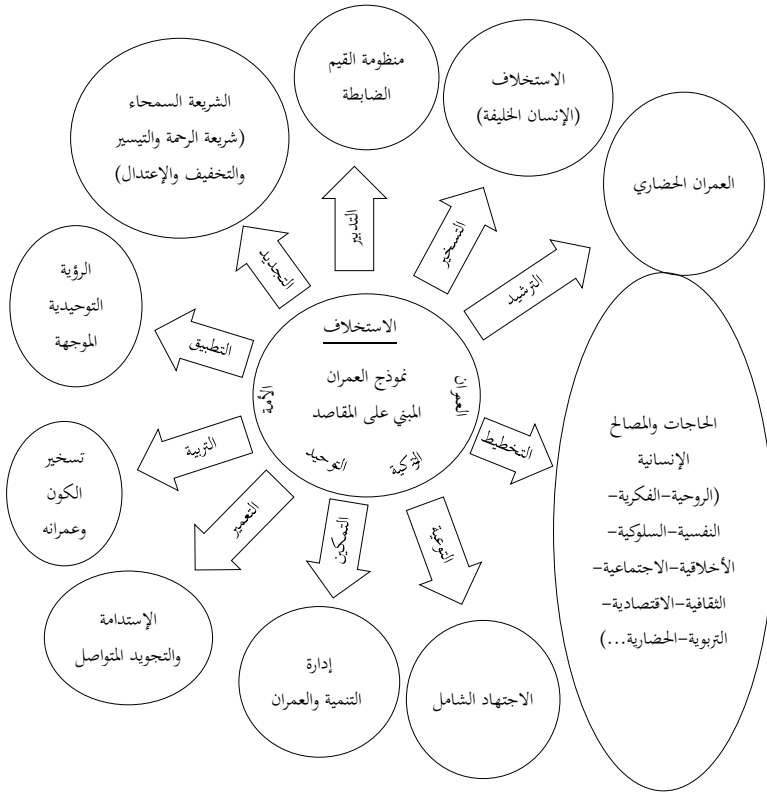 منظومة القيم
الضابطة
الاستخلاف
(الإنسان الخليفة)
العمران الحضاري
الشريعة السمحاء
(شريعة الرحمة والتيسير
والتخفيف والإعتدال)
الرؤية
التوحيدية
الموجهة
تسخير
الكون
وعمرانه
الإستدامة
والتجويد المتواصل
إدارة
التنمية والعمران
الاجتهاد الشامل
الحاجات والمصالح
الإنسانية
(الروحية-الفكرية-
النفسية-السلوكية-
الأخلاقية-الاجتماعية-
الثقافية-الاقتصادية-
التربوية-الحضارية...)
التدبير
التسخير
الترشيد
التخطيط
التوعية
التمكين
التعمير
التربية
التطبيق
التجديد
الاستخلاف
نموذج العمران
المبني على المقاصد
العمران
التزكية
التوحيد
الأمة